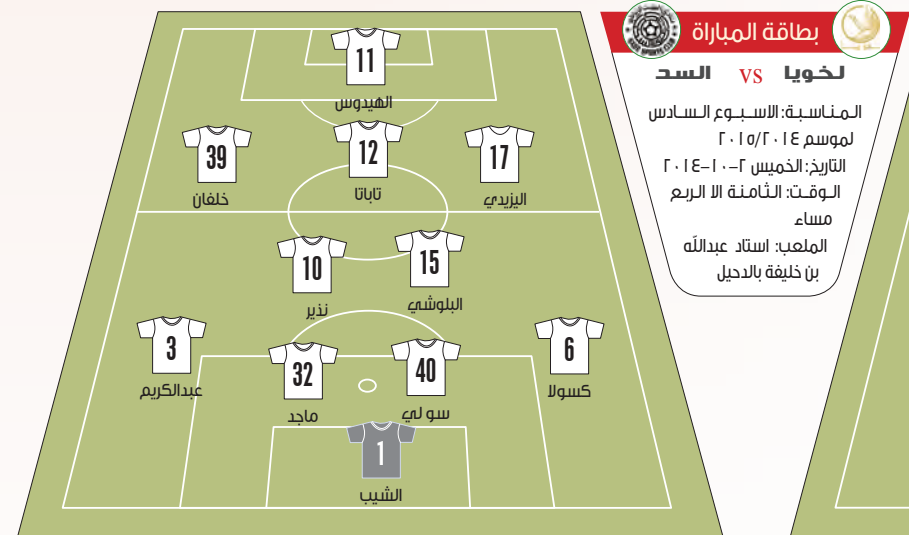 بطاقة المباراة
لخويا vs السد
المناسبة: الاسبوع السادس
لموسم ٢٠١٥/٢٠١٤
التاريخ: الخميس ٢-١٠-٢٠١٤
الوقت: الثامنة الا الربع
مساء
الملعب: استاد عبدالله
بن خليفة بالدحيل
11
الهيدوس
17
12
39
اليزيدي
تاباتا
خلفان
15
10
البلوشي
نذير
6
40
32
3
كسولا
سو لي
ماجد
عبدالكريم
1
الشيب